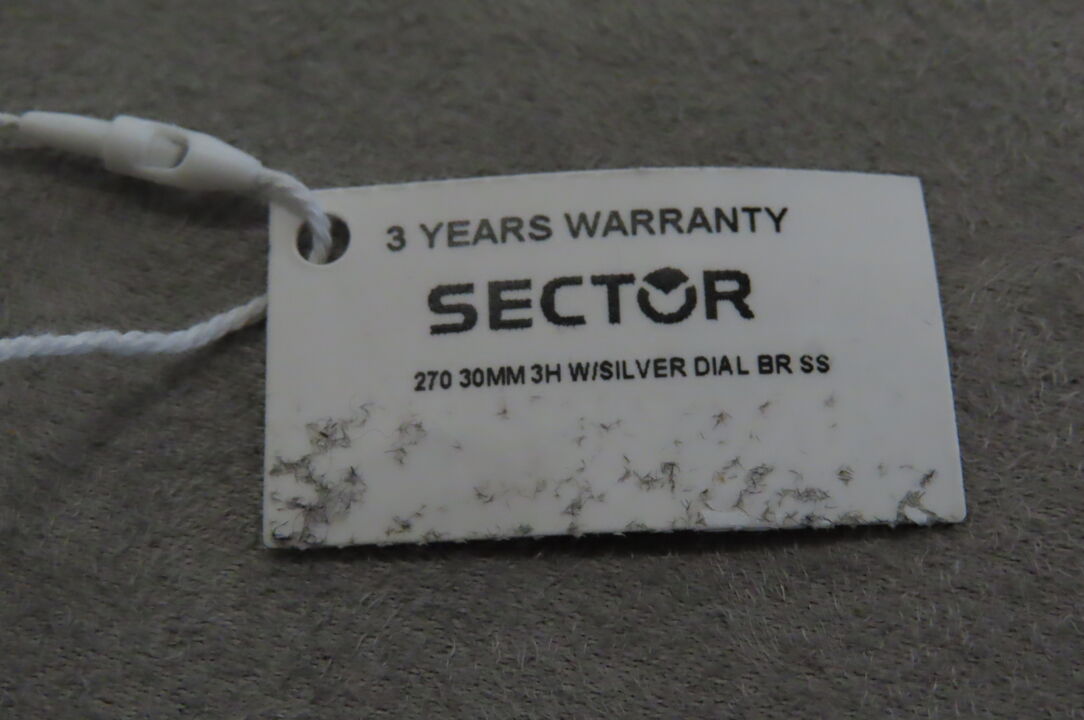 3 YEARS WARRANTY
SECTOR
270 30MM 3H W/SILVER DIAL BR SS